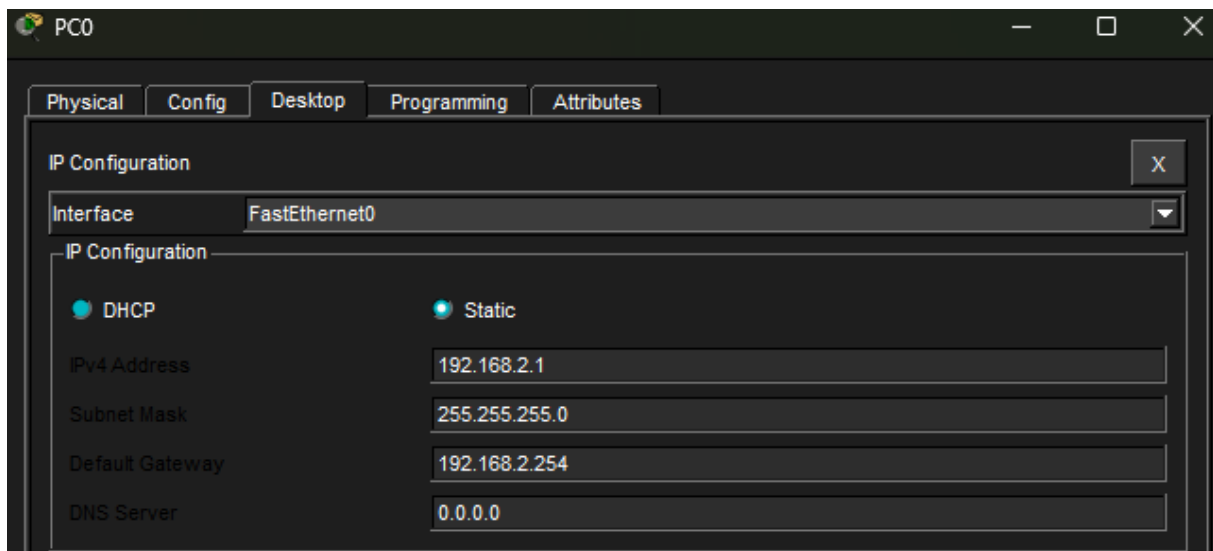 PC0
Physical Config Desktop Programming Attributes
IP Configuration X
Interface FastEthernet0
IP Configuration
DHCP Static
IPv4 Address 192.168.2.1
Subnet Mask 255.255.255.0
Default Gateway 192.168.2.254
DNS Server 0.0.0.0